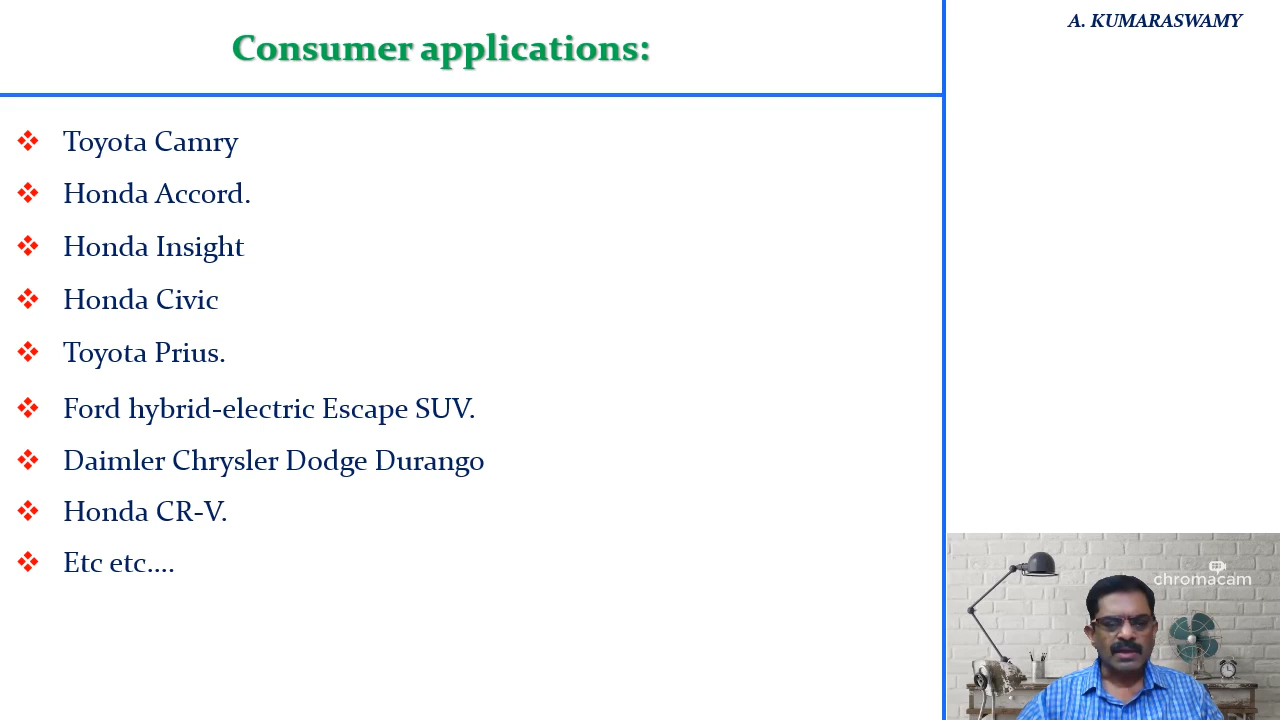 Consumer applications:
A. KUMARASWAMY
Toyota Camry
Honda Accord.
Honda Insight
Honda Civic
Toyota Prius.
Ford hybrid-electric Escape SUV.
Daimler Chrysler Dodge Durango
Honda CR-V.
Etc etc....
chromacam